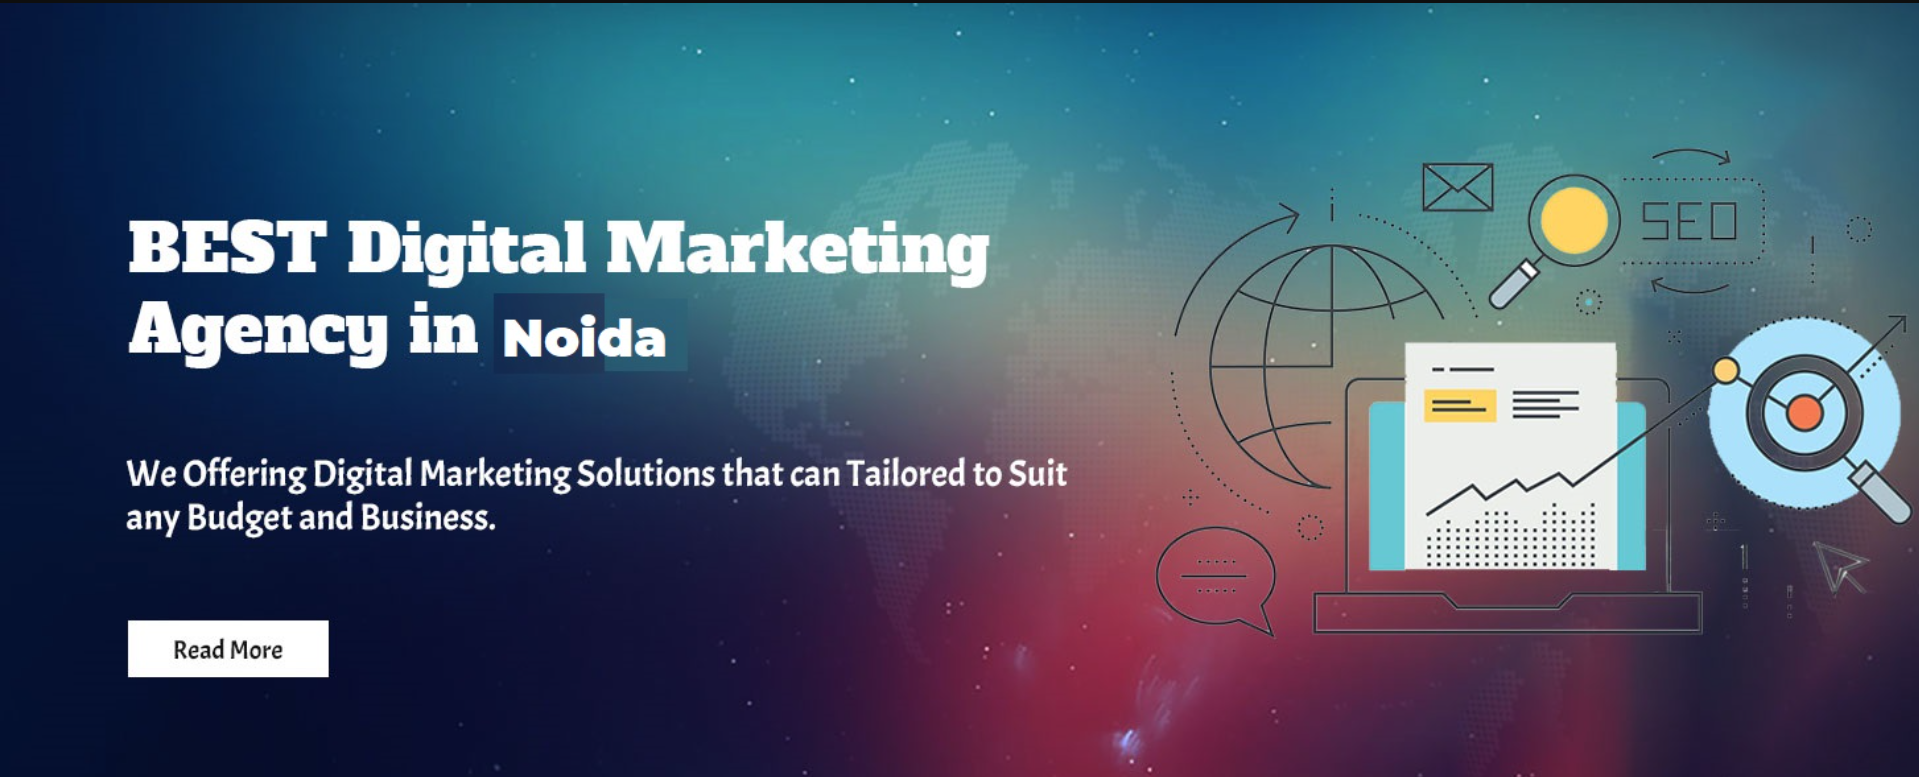 BEST Digital Marketing
Agency in Noida
We Offering Digital Marketing Solutions that can Tailored to Suit
any Budget and Business.
Read More
SEO